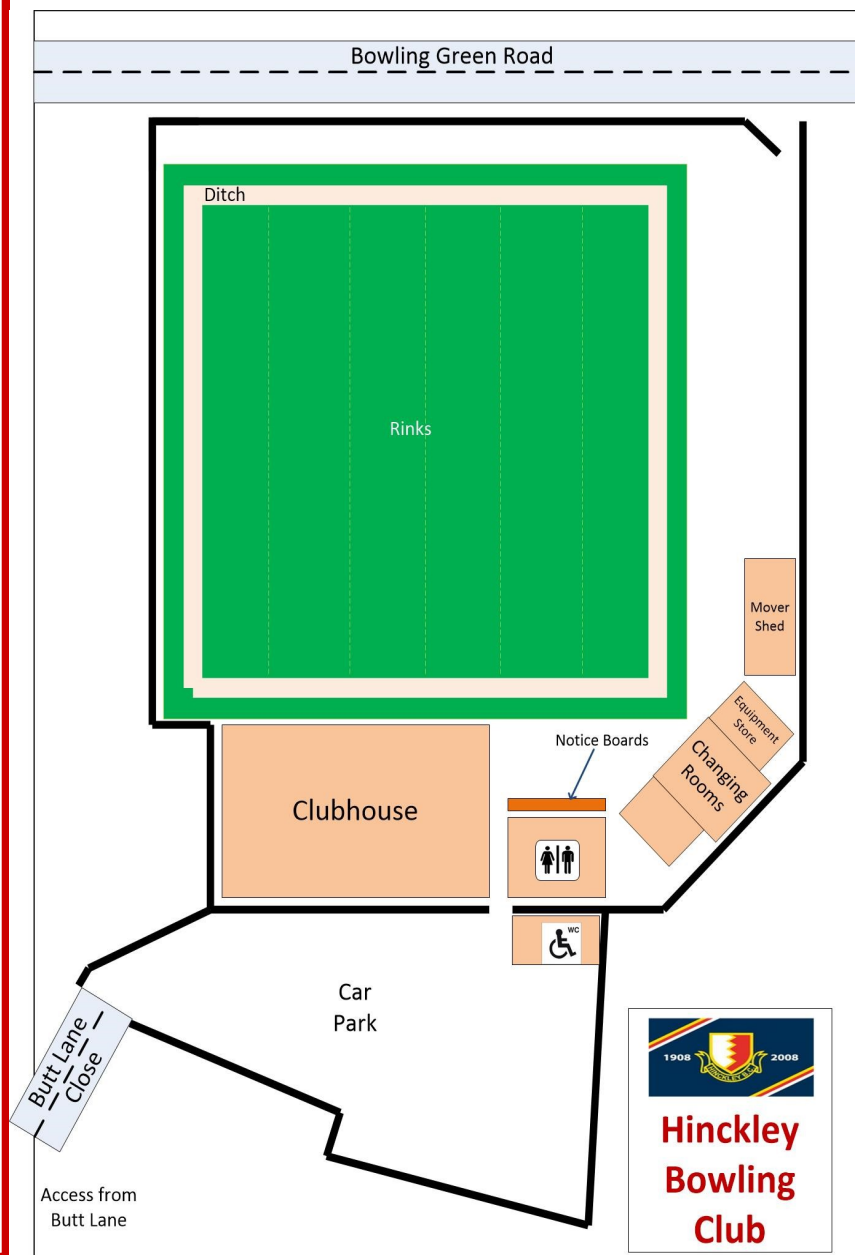 Bowling Green Road
Ditch
Rinks
Mover
Shed
Equipment
Store
Notice Boards
Changing
Rooms
Clubhouse
WC
Car
Park
Butt Lane
Close
1908
2008
HINCKLEY B.C.
Hinckley
Bowling
Club
Access from
Butt Lane